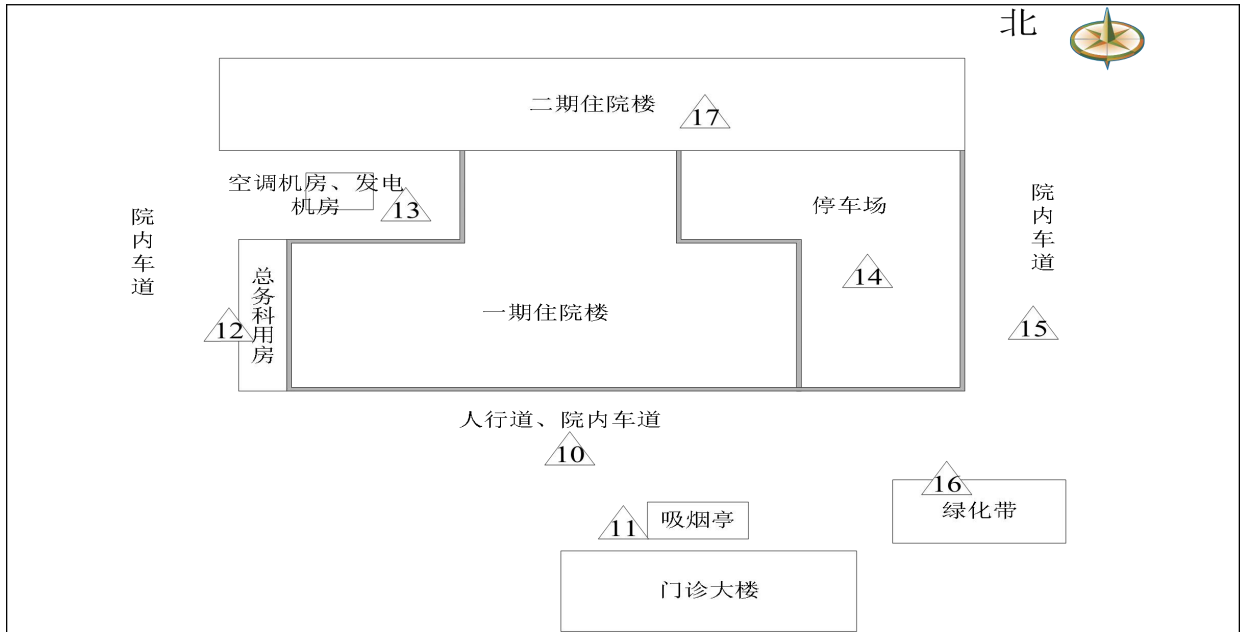 北
二期住院楼
17
空调机房、发电
机房
13
院内车道
停车场
院内车道
14
总务科用房
12
一期住院楼
15
人行道、院内车道
10
16
绿化带
11
吸烟亭
门诊大楼